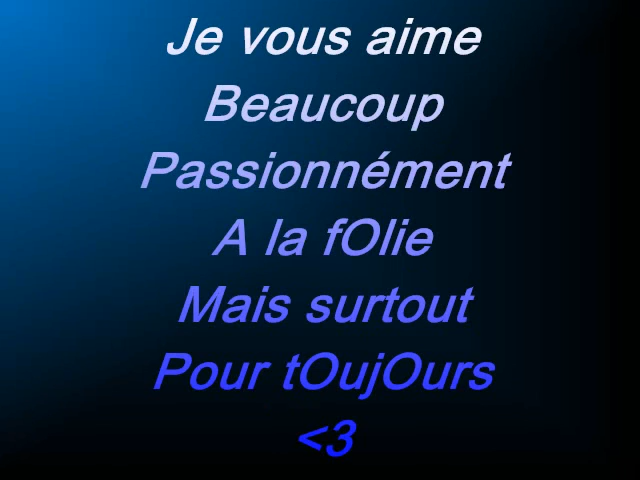 Je vous aime
Beaucoup
Passionnément
A la fOlie
Mais surtout
Pour tOujOurs
<3